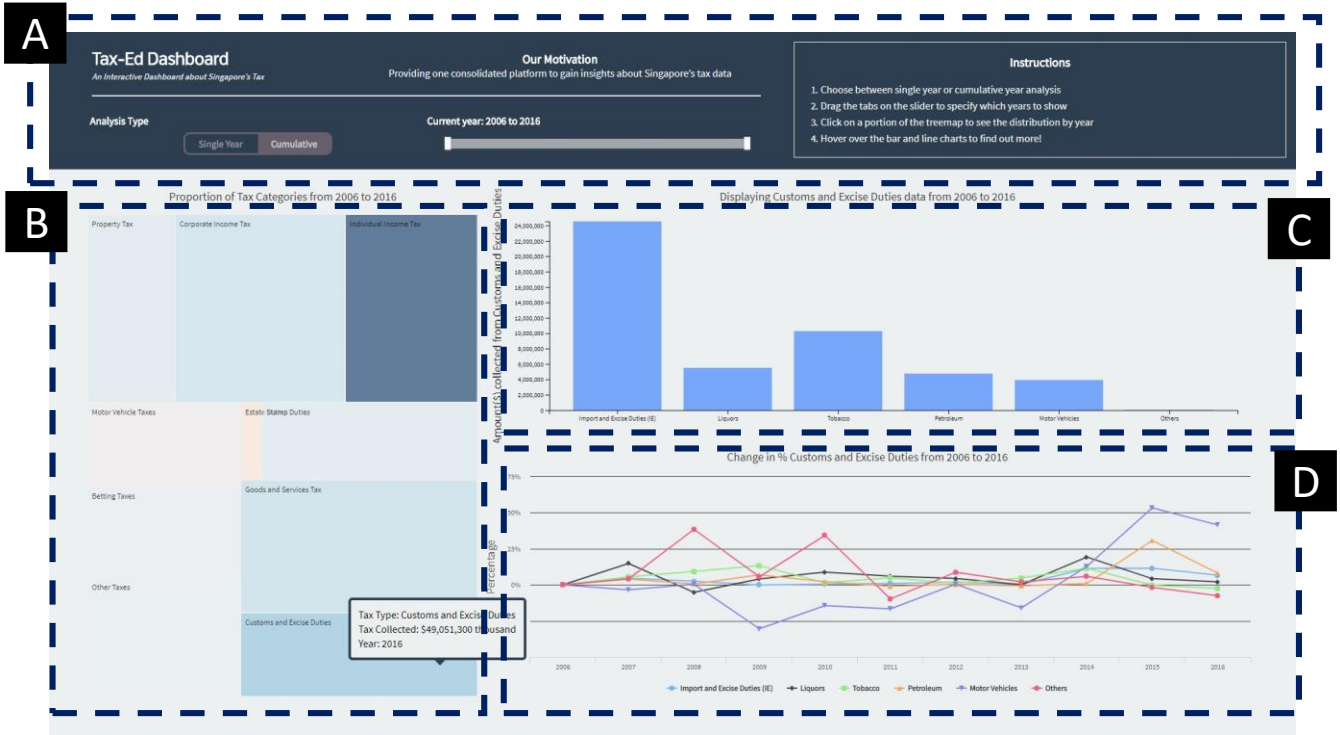 A
Tax-Ed Dashboard
An Interactive Dashboard about Singapore's Tax
Our Motivation
Providing one consolidated platform to gain insights about Singapore's tax data
Analysis Type
Single Year
Cumulative
Current year: 2006 to 2016
Instructions
1. Choose between single year or cumulative year analysis
2. Drag the tabs on the slider to specify which years to show
3. Click on a portion of the treemap to see the distribution by year
4. Hover over the bar and line charts to find out more!
B
Proportion of Tax Categories from 2006 to 2016
Property Tax
Corporate Income Tax
Individual Income Tax
Motor Vehicle Taxes
Estate Stamp Duties
Betting Taxes
Goods and Services Tax
Other Taxes
Customs and Excise Duties
Tax Type: Customs and Excise Duties
Tax Collected: $49,051,300 thousand
Year: 2016
C
Displaying Customs and Excise Duties data from 2006 to 2016
Amount($) collected from Customs and Excise Duties
24,000,000
22,000,000
20,000,000
18,000,000
16,000,000
14,000,000
12,000,000
10,000,000
8,000,000
6,000,000
4,000,000
2,000,000
0
Import and Excise Duties (IE)
Liquors
Tobacco
Petroleum
Motor Vehicles
Others
D
Change in % Customs and Excise Duties from 2006 to 2016
Percentage
75%
50%
25%
0%
2006
2007
2008
2009
2010
2011
2012
2013
2014
2015
2016
Import and Excise Duties (IE)
Liquors
Tobacco
Petroleum
Motor Vehicles
Others